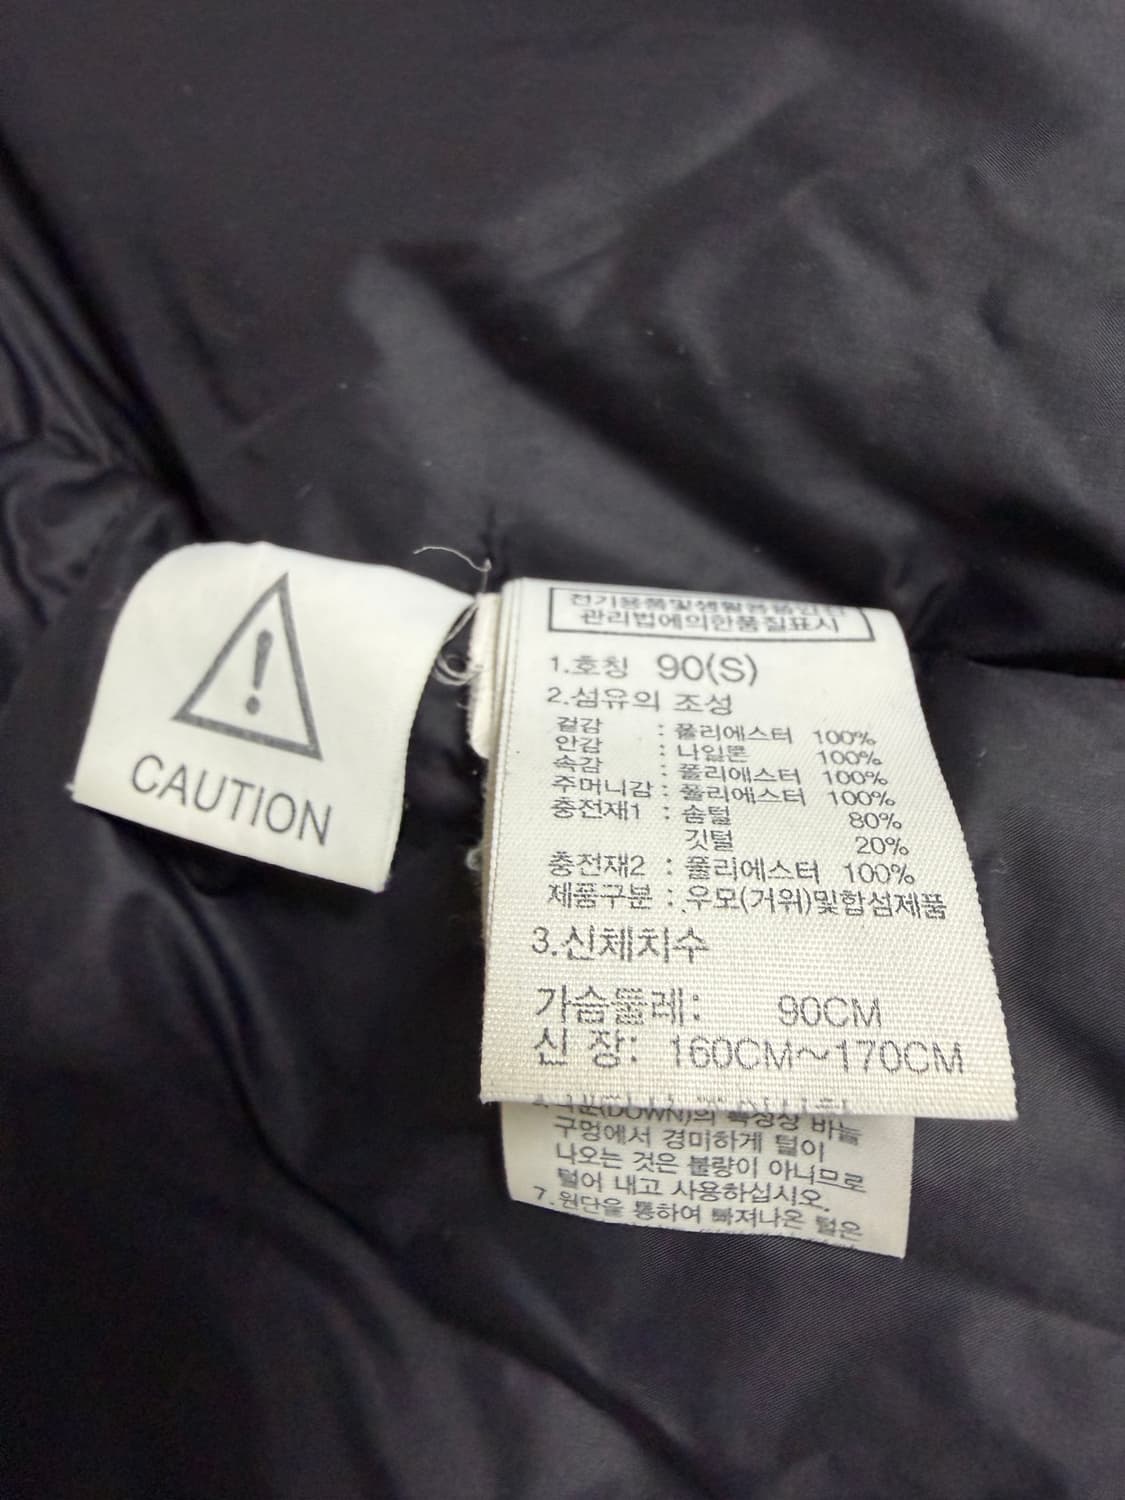 CAUTION
전기용품및생활용품안전
관리법에의한품질표시
1.호칭 90(S)
2.섬유의 조성
겉감 : 폴리에스터 100%
안감 : 나일론 100%
속감 : 폴리에스터 100%
주머니감 : 폴리에스터 100%
충전재1 : 솜털 80%
깃털 20%
충전재2 : 폴리에스터 100%
제품구분 : 우모(거위)및합섬제품
3.신체치수
가슴둘레: 90CM
신 장: 160CM~170CM
(DOWN)의 특성상 바늘
구멍에서 경미하게 털이
나오는 것은 불량이 아니므로
털어 내고 사용하십시오.
7.원단을 통하여 빠져나온 털은